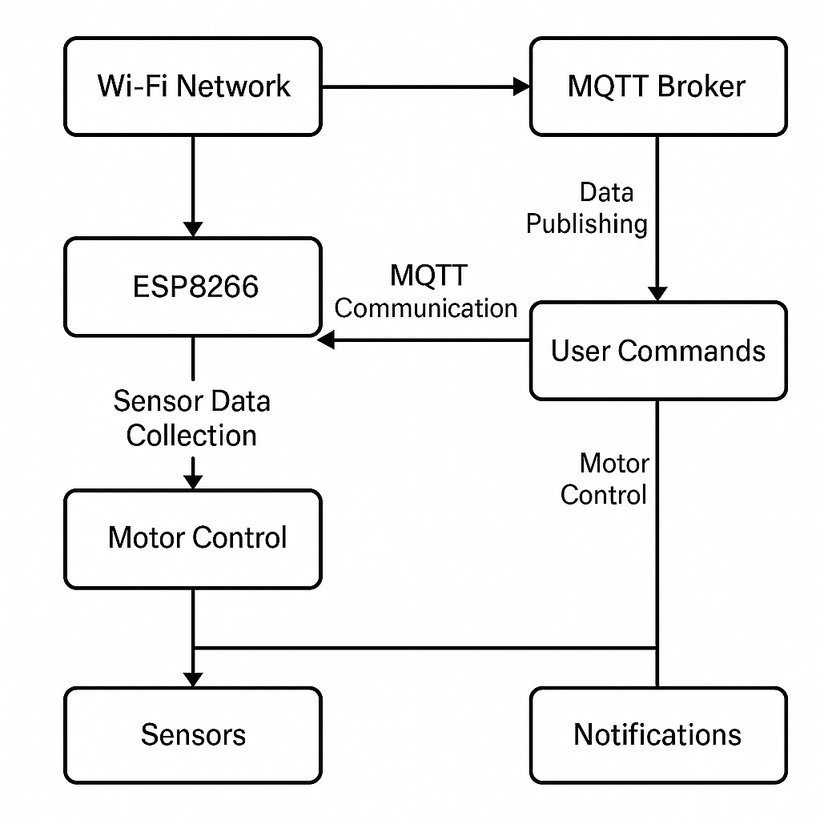 Wi-Fi Network
MQTT Broker
Data
Publishing
ESP8266
MQTT
Communication
User Commands
Sensor Data
Collection
Motor
Control
Motor Control
Sensors
Notifications